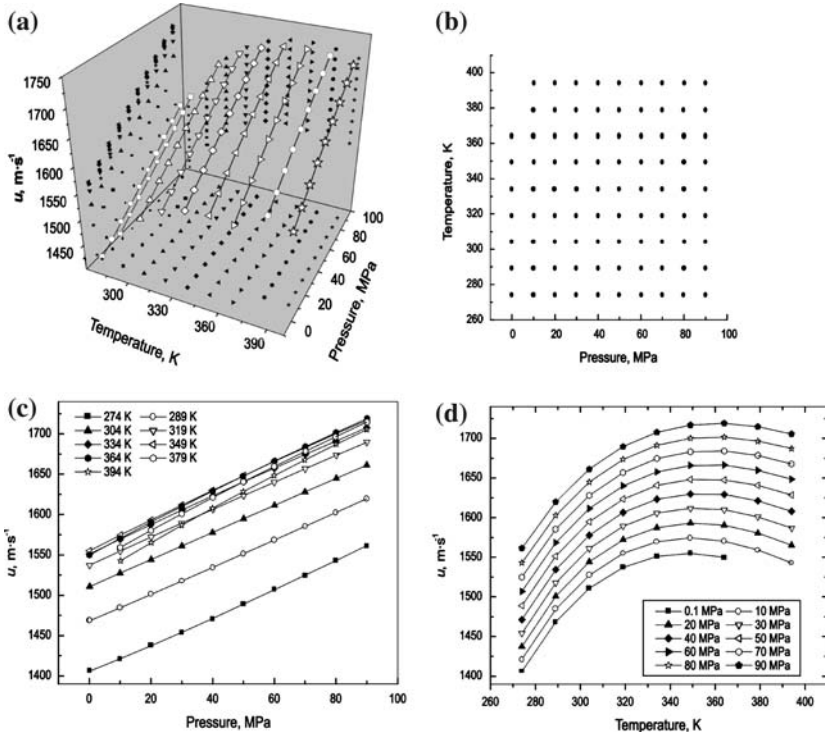 (a)
1750
1700
1650
1600
1550
1500
1450
u, m·s⁻¹
300
330
360
390
Temperature, K
0
20
40
60
80
100
Pressure, MPa
(b)
400
380
360
340
320
300
280
260
Temperature, K
0 20 40 60 80 100
Pressure, MPa
(c)
274 K 289 K
304 K 319 K
334 K 349 K
364 K 379 K
394 K
1700
1650
1600
1550
1500
1450
1400
u, m·s⁻¹
0 20 40 60 80 100
Pressure, MPa
(d)
1700
1650
1600
1550
1500
1450
1400
u, m·s⁻¹
0.1 MPa 10 MPa
20 MPa 30 MPa
40 MPa 50 MPa
60 MPa 70 MPa
80 MPa 90 MPa
260 280 300 320 340 360 380 400
Temperature, K